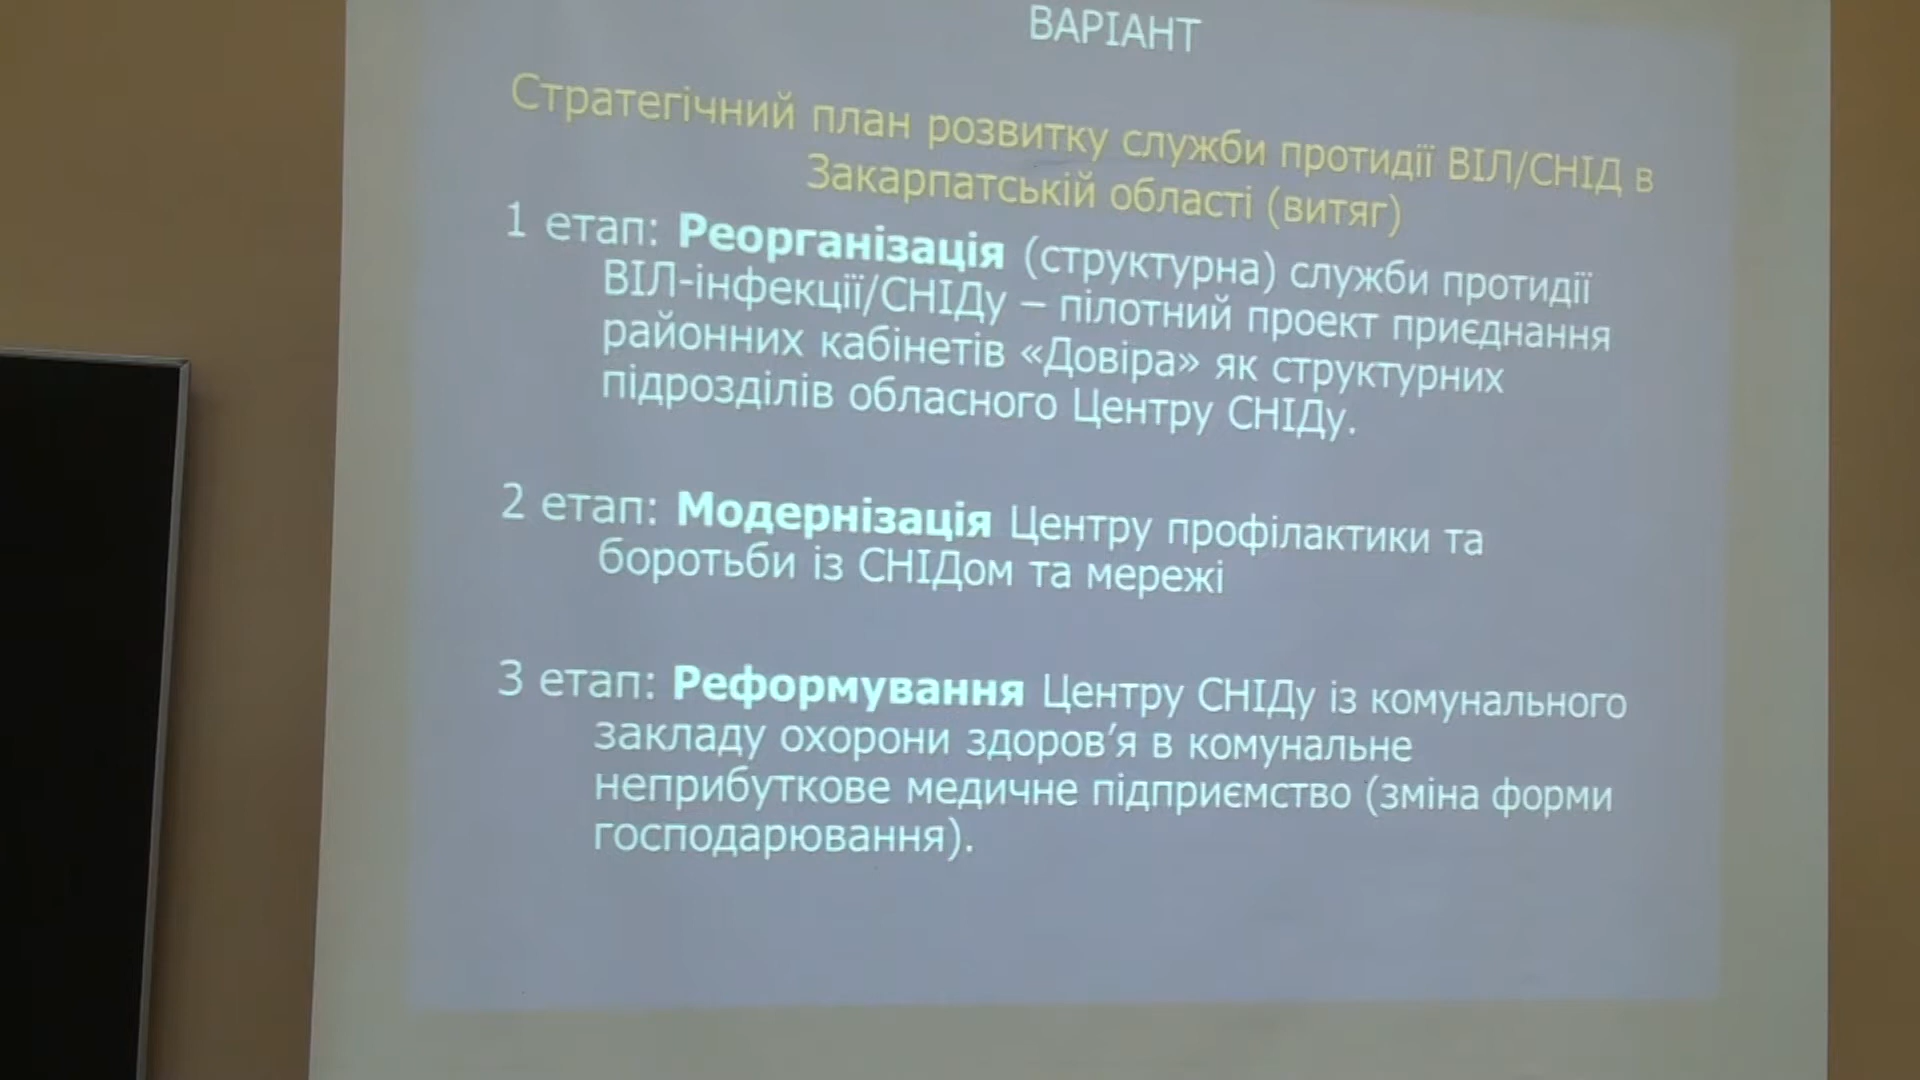 ВАРІАНТ
Стратегічний план розвитку служби протидії ВІЛ/СНІД в
Закарпатській області (витяг)
1 етап: Реорганізація (структурна) служби протидії
ВІЛ-інфекції/СНІДу – пілотний проект приєднання
районних кабінетів «Довіра» як структурних
підрозділів обласного Центру СНІДу.
2 етап: Модернізація Центру профілактики та
боротьби із СНІДом та мережі
3 етап: Реформування Центру СНІДу із комунального
закладу охорони здоров’я в комунальне
неприбуткове медичне підприємство (зміна форми
господарювання).